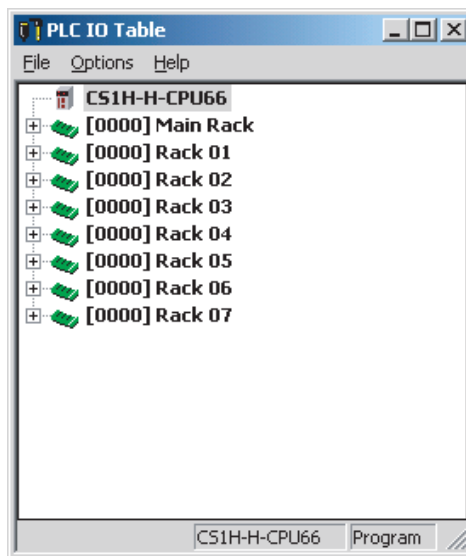 PLC IO Table
File Options Help
CS1H-H-CPU66
[0000] Main Rack
[0000] Rack 01
[0000] Rack 02
[0000] Rack 03
[0000] Rack 04
[0000] Rack 05
[0000] Rack 06
[0000] Rack 07
CS1H-H-CPU66 Program